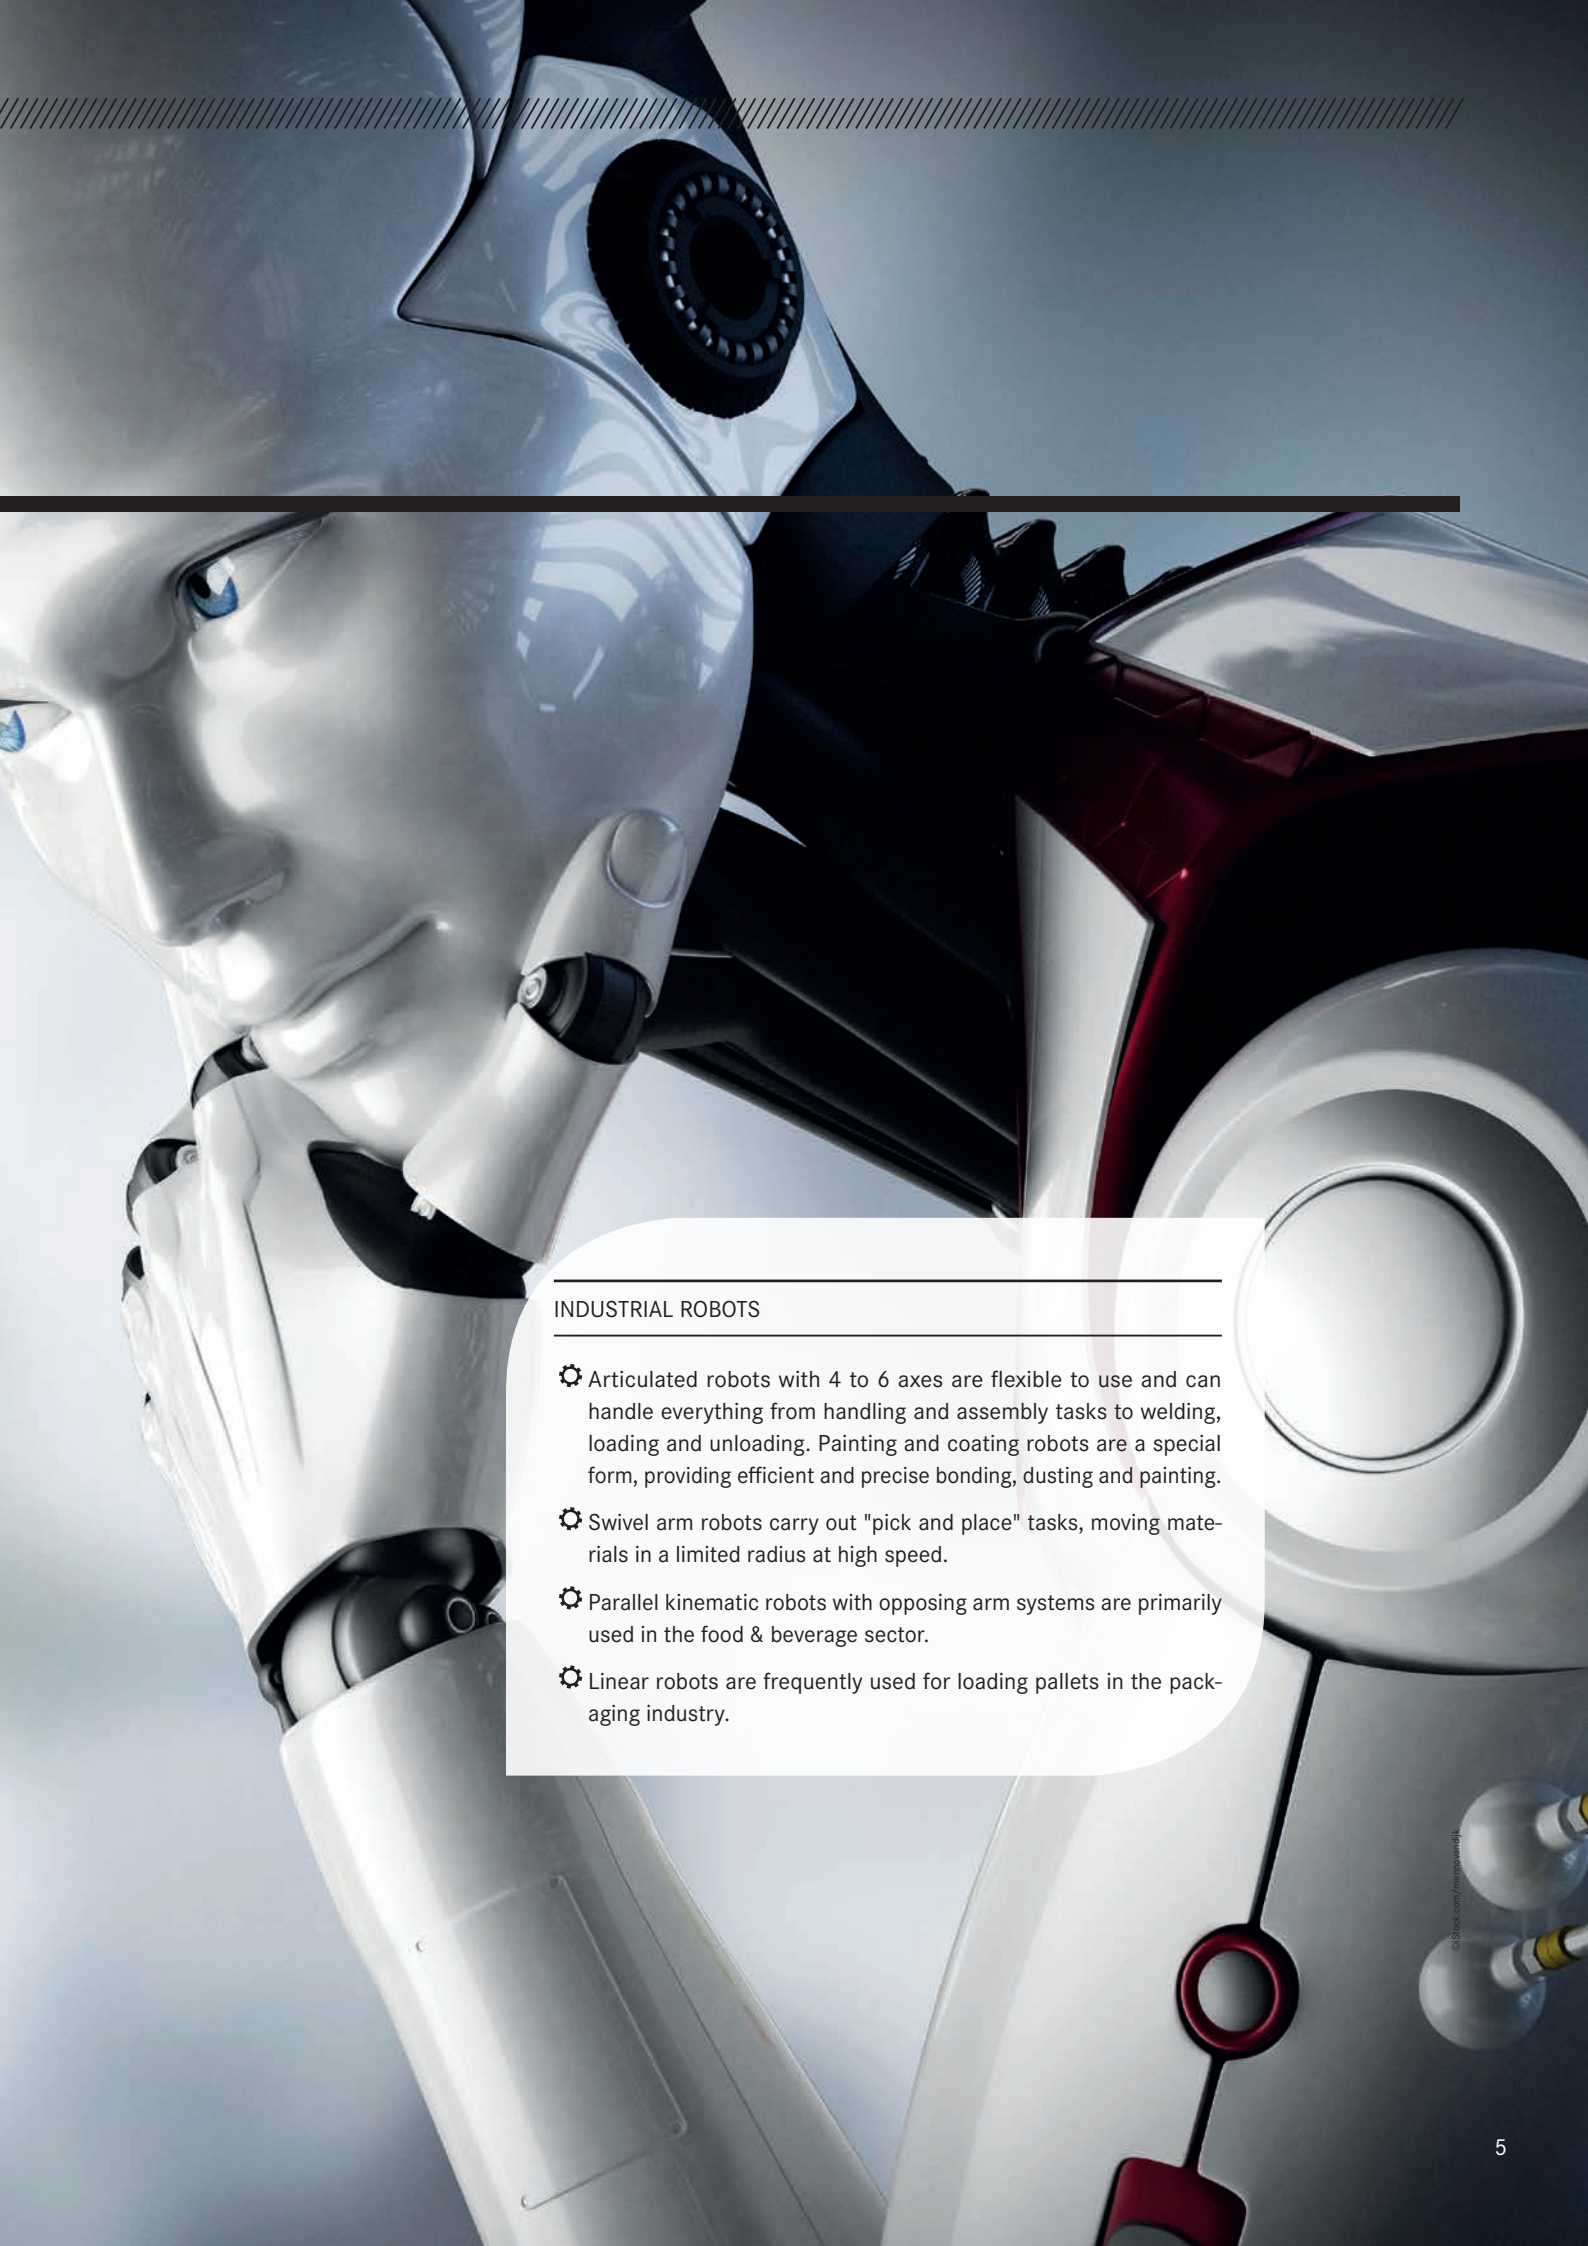 INDUSTRIAL ROBOTS
Articulated robots with 4 to 6 axes are flexible to use and can
handle everything from handling and assembly tasks to welding,
loading and unloading. Painting and coating robots are a special
form, providing efficient and precise bonding, dusting and painting.
Swivel arm robots carry out "pick and place" tasks, moving mate-
rials in a limited radius at high speed.
Parallel kinematic robots with opposing arm systems are primarily
used in the food & beverage sector.
Linear robots are frequently used for loading pallets in the pack-
aging industry.
©iStock.com/mennovandijk
5